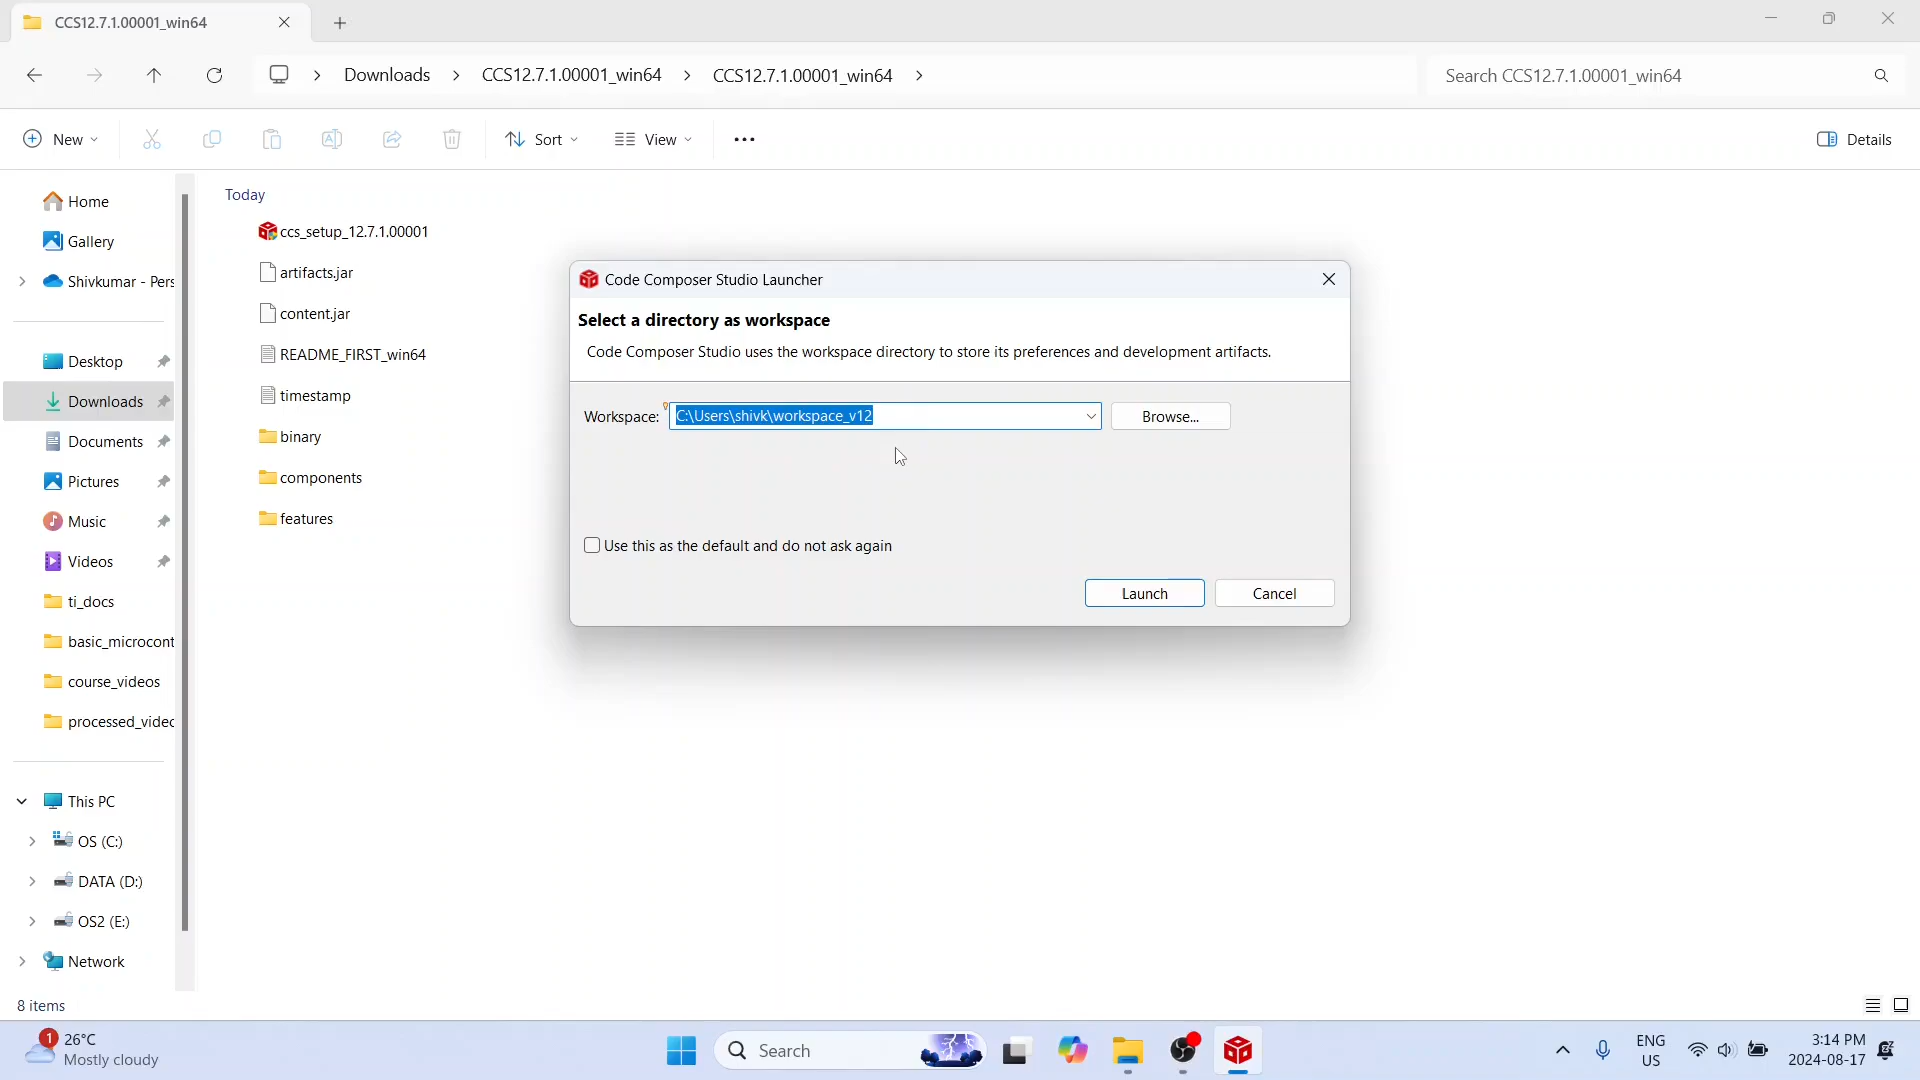 CCS12.7.1.00001_win64
Downloads
CCS12.7.1.00001_win64
CCS12.7.1.00001_win64
Search CCS12.7.1.00001_win64
New
Sort
View
Details
Home
Gallery
Shivkumar - Pers
Desktop
Downloads
Documents
Pictures
Music
Videos
ti_docs
basic_microcont
course_videos
processed_videc
This PC
OS (C:)
DATA (D:)
OS2 (E:)
Network
Today
ccs_setup_12.7.1.00001
artifacts.jar
content.jar
README_FIRST_win64
timestamp
binary
components
features
Code Composer Studio Launcher
Select a directory as workspace
Code Composer Studio uses the workspace directory to store its preferences and development artifacts.
Workspace: C:\Users\shivk\workspace_v12 Browse...
Use this as the default and do not ask again
Launch Cancel
8 items
1
26°C
Mostly cloudy
Search
ENG
US
3:14 PM
2024-08-17